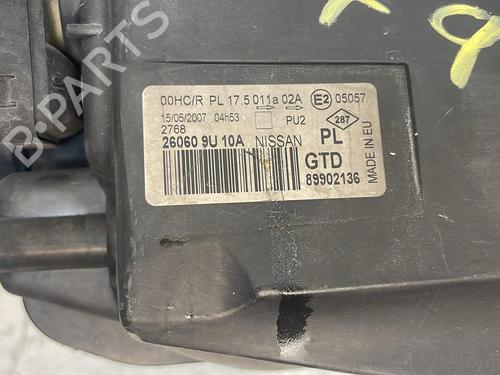 B-PARTS
00HC/R PL 17.5 011a 02A E2 05057
15/05/2007 04h53 PU2 287
2768
26060 9U 10A NISSAN PL
GTD
89902136
MADE IN EU